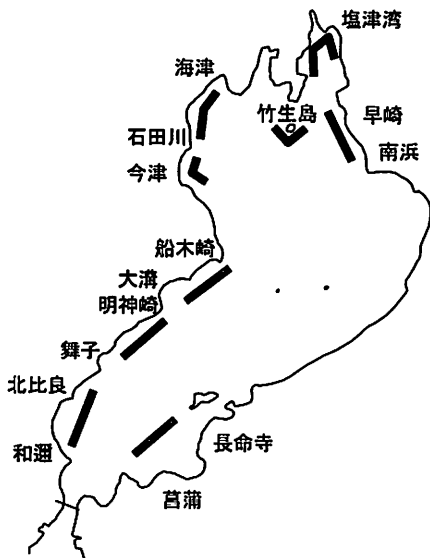 塩津湾
海津
竹生島
早崎
石田川
南浜
今津
船木崎
大溝
明神崎
舞子
北比良
長命寺
和邇
菖蒲